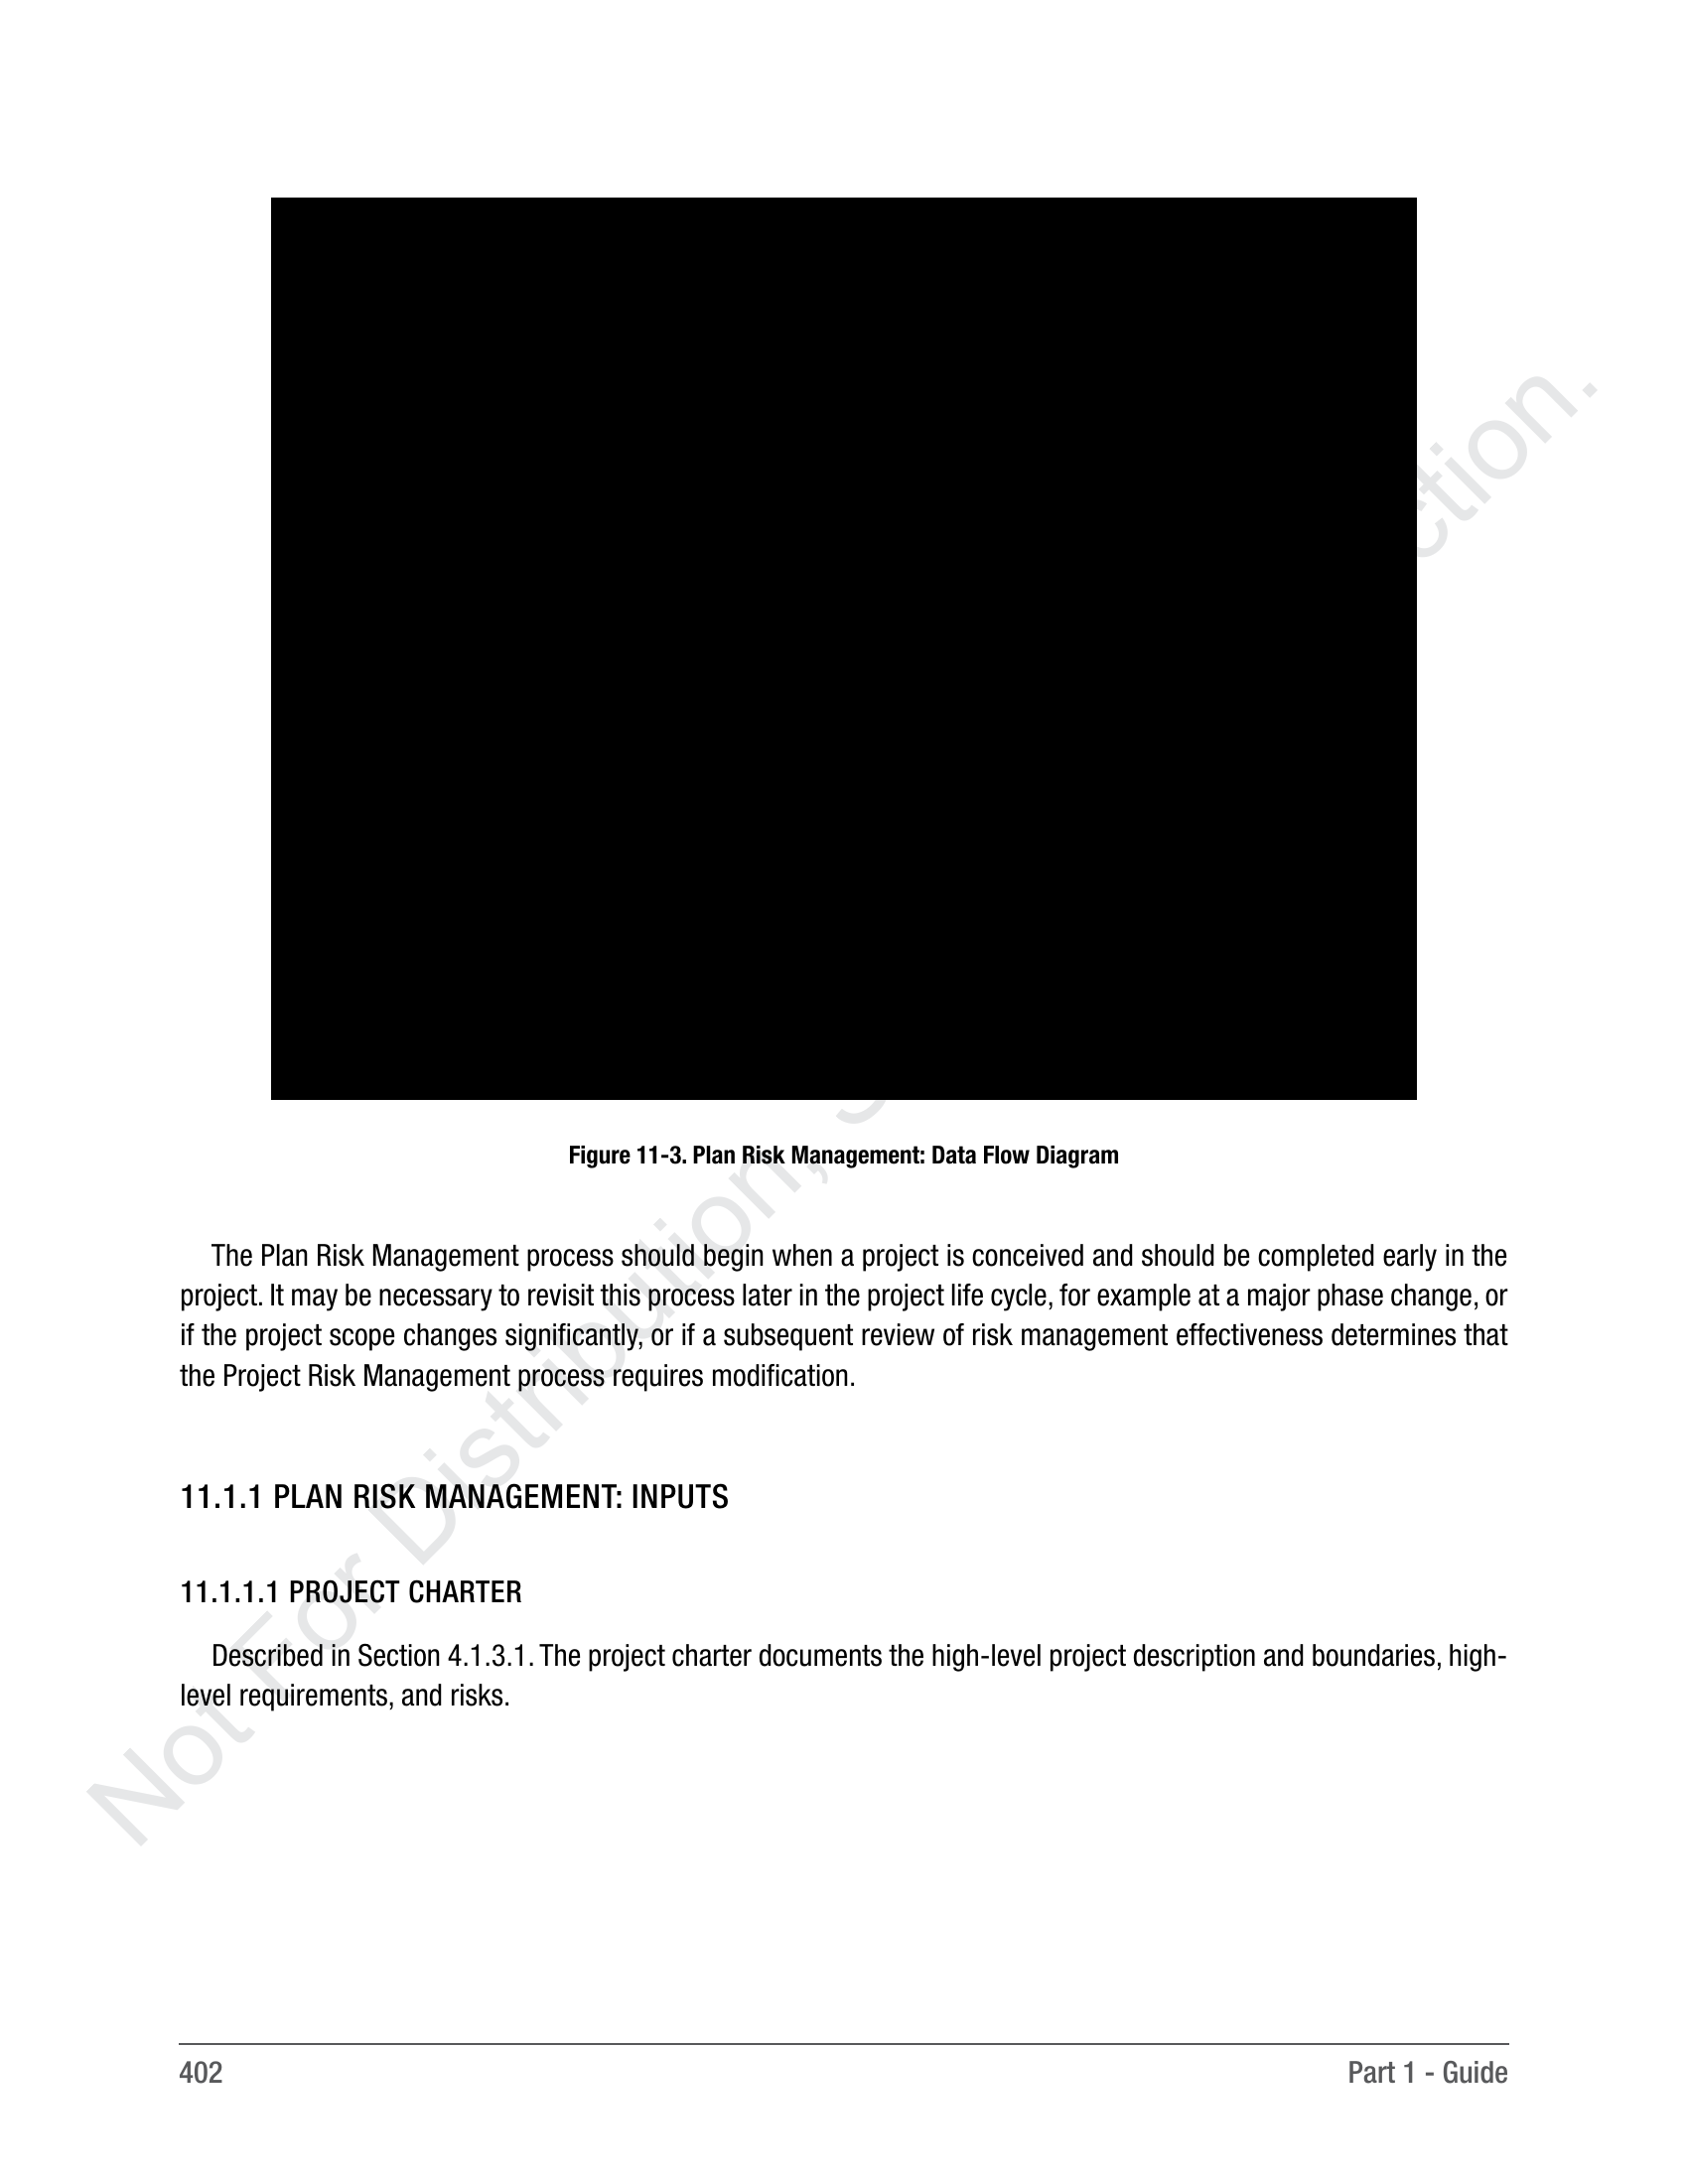 Figure 11-3. Plan Risk Management: Data Flow Diagram
The Plan Risk Management process should begin when a project is conceived and should be completed early in the
project. It may be necessary to revisit this process later in the project life cycle, for example at a major phase change, or
if the project scope changes significantly, or if a subsequent review of risk management effectiveness determines that
the Project Risk Management process requires modification.
11.1.1 PLAN RISK MANAGEMENT: INPUTS
11.1.1.1 PROJECT CHARTER
Described in Section 4.1.3.1. The project charter documents the high-level project description and boundaries, high-
level requirements, and risks.
Not For Distribution,
402
Part 1 - Guide